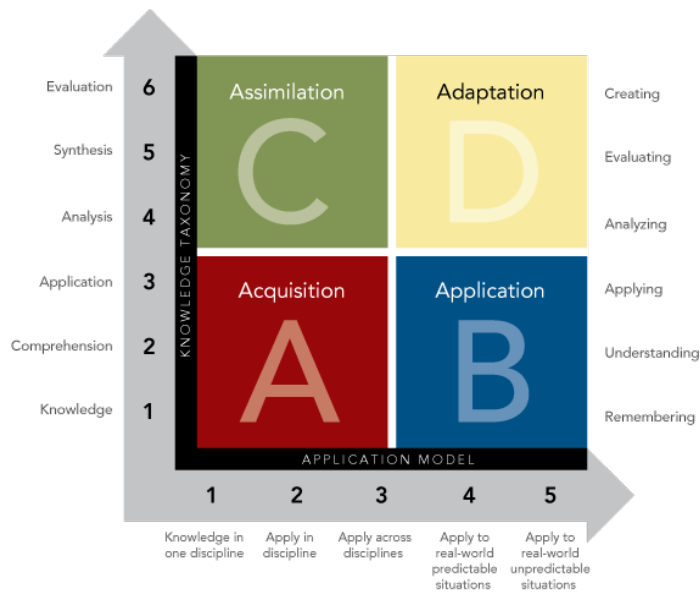 Evaluation 6 Assimilation Adaptation Creating
C D
Synthesis 5 Evaluating
Analysis 4 Analyzing
KNOWLEDGE TAXONOMY
Application 3 Acquisition Application Applying
A B
Comprehension 2 Understanding
Knowledge 1 Remembering
APPLICATION MODEL
1 2 3 4 5
Knowledge in
one discipline
Apply in
discipline
Apply across
disciplines
Apply to
real-world
predictable
situations
Apply to
real-world
unpredictable
situations